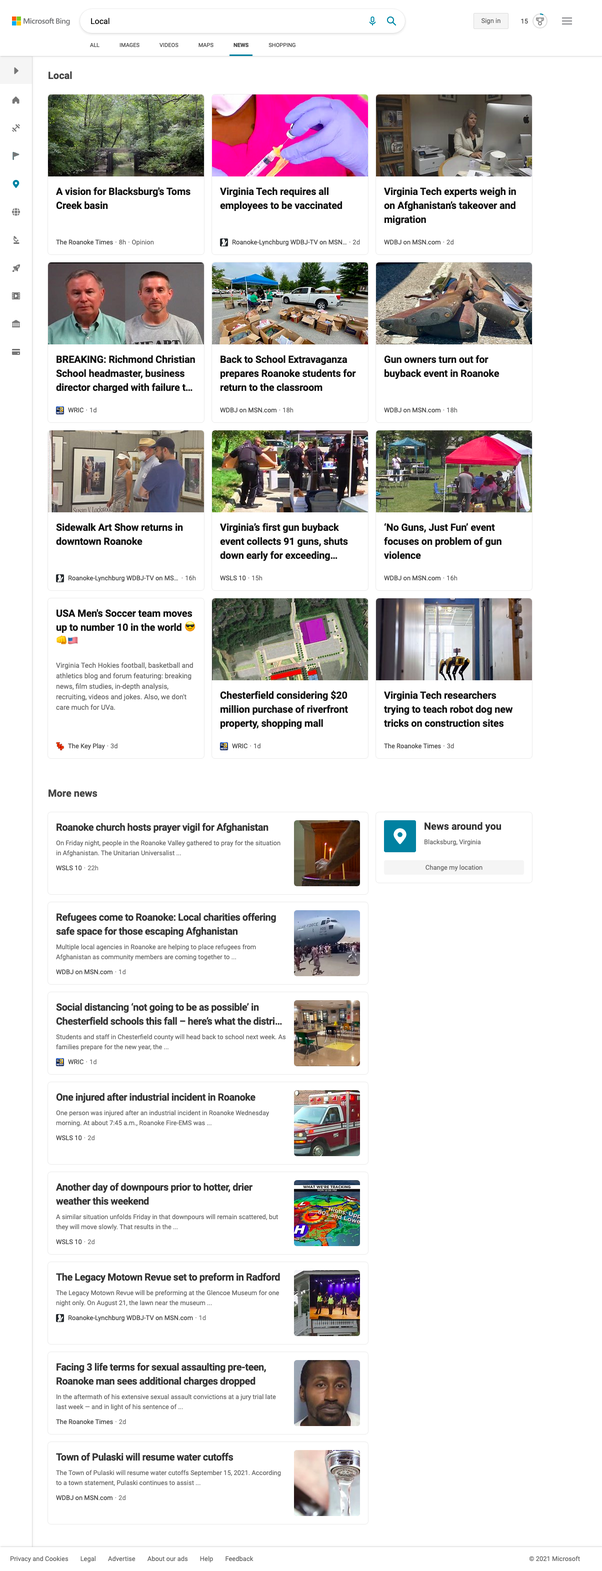 Microsoft Bing
Local
Sign in
15
ALL
IMAGES
VIDEOS
MAPS
NEWS
SHOPPING
Local
A vision for Blacksburg's Toms
Creek basin
The Roanoke Times · 8h · Opinion
Virginia Tech requires all
employees to be vaccinated
Roanoke-Lynchburg WDBJ-TV on MSN... · 2d
Virginia Tech experts weigh in
on Afghanistan's takeover and
migration
WDBJ on MSN.com · 2d
BREAKING: Richmond Christian
School headmaster, business
director charged with failure t...
WRIC · 1d
Back to School Extravaganza
prepares Roanoke students for
return to the classroom
WDBJ on MSN.com · 18h
Gun owners turn out for
buyback event in Roanoke
WDBJ on MSN.com · 18h
Sidewalk Art Show returns in
downtown Roanoke
Roanoke-Lynchburg WDBJ-TV on MS... · 16h
Virginia's first gun buyback
event collects 91 guns, shuts
down early for exceeding...
WSLS 10 · 15h
'No Guns, Just Fun' event
focuses on problem of gun
violence
WDBJ on MSN.com · 16h
USA Men's Soccer team moves
up to number 10 in the world 😎
👊🇺🇸
Virginia Tech Hokies football, basketball and
athletics blog and forum featuring: breaking
news, film studies, in-depth analysis,
recruiting, videos and jokes. Also, we don't
care much for UVa.
The Key Play · 3d
Chesterfield considering $20
million purchase of riverfront
property, shopping mall
WRIC · 1d
Virginia Tech researchers
trying to teach robot dog new
tricks on construction sites
The Roanoke Times · 3d
More news
Roanoke church hosts prayer vigil for Afghanistan
On Friday night, people in the Roanoke Valley gathered to pray for the situation
in Afghanistan. The Unitarian Universalist ...
WSLS 10 · 22h
News around you
Blacksburg, Virginia
Change my location
Refugees come to Roanoke: Local charities offering
safe space for those escaping Afghanistan
Multiple local agencies in Roanoke are helping to place refugees from
Afghanistan as community members are coming together to ...
WDBJ on MSN.com · 1d
Social distancing 'not going to be as possible' in
Chesterfield schools this fall – here's what the distri...
Students and staff in Chesterfield county will head back to school next week. As
families prepare for the new year, the ...
WRIC · 1d
One injured after industrial incident in Roanoke
One person was injured after an industrial incident in Roanoke Wednesday
morning. At about 7:45 a.m., Roanoke Fire-EMS was ...
WSLS 10 · 2d
Another day of downpours prior to hotter, drier
weather this weekend
A similar situation unfolds Friday in that downpours will remain scattered, but
they will move slowly. That results in the ...
WSLS 10 · 2d
WHAT WE'RE TRACKING
The Legacy Motown Revue set to preform in Radford
The Legacy Motown Revue will be preforming at the Glencoe Museum for one
night only. On August 21, the lawn near the museum ...
Roanoke-Lynchburg WDBJ-TV on MSN.com · 1d
Facing 3 life terms for sexual assaulting pre-teen,
Roanoke man sees additional charges dropped
In the aftermath of his extensive sexual assault convictions at a jury trial late
last week — and in light of his sentence of ...
The Roanoke Times · 2d
Town of Pulaski will resume water cutoffs
The Town of Pulaski will resume water cutoffs September 15, 2021. According
to a town statement, Pulaski continues to assist ...
WDBJ on MSN.com · 2d
Privacy and Cookies
Legal
Advertise
About our ads
Help
Feedback
© 2021 Microsoft